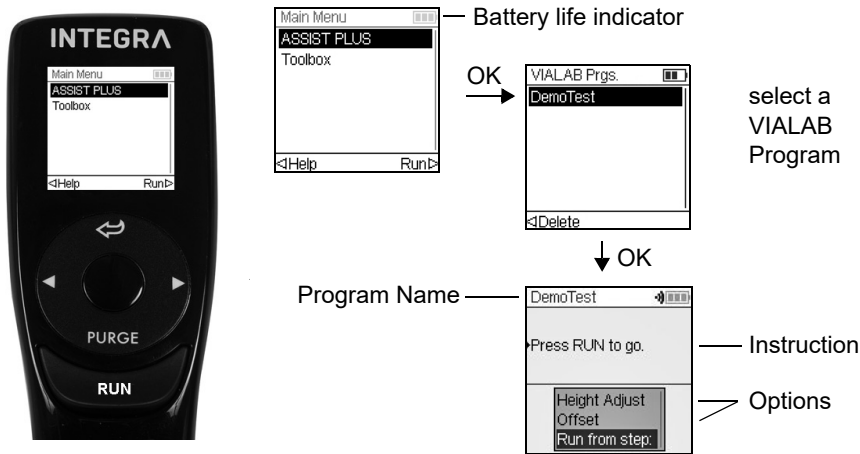 INTEGRA
Main Menu
ASSIST PLUS
Toolbox
◁Help Run▷
PURGE
RUN
Main Menu
ASSIST PLUS
Toolbox
◁Help Run▷
Battery life indicator
OK
VIALAB Prgs.
DemoTest
◁Delete
select a
VIALAB
Program
OK
Program Name
DemoTest
Press RUN to go.
Height Adjust
Offset
Run from step:
Instruction
Options